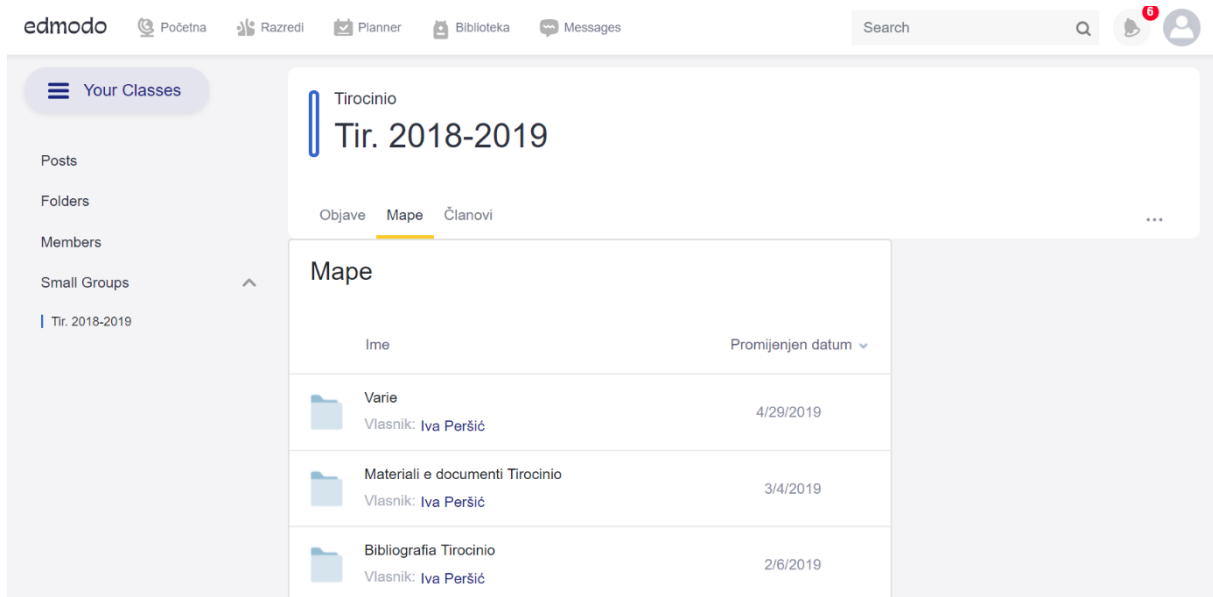 edmodo Početna Razredi Planner Biblioteka Messages Search 6
Your Classes
Posts
Folders
Members
Small Groups
Tir. 2018-2019
Tirocinio
Tir. 2018-2019
Objave Mape Članovi ...
Mape
Ime Promijenjen datum
Varie
Vlasnik: Iva Peršić
4/29/2019
Materiali e documenti Tirocinio
Vlasnik: Iva Peršić
3/4/2019
Bibliografia Tirocinio
Vlasnik: Iva Peršić
2/6/2019